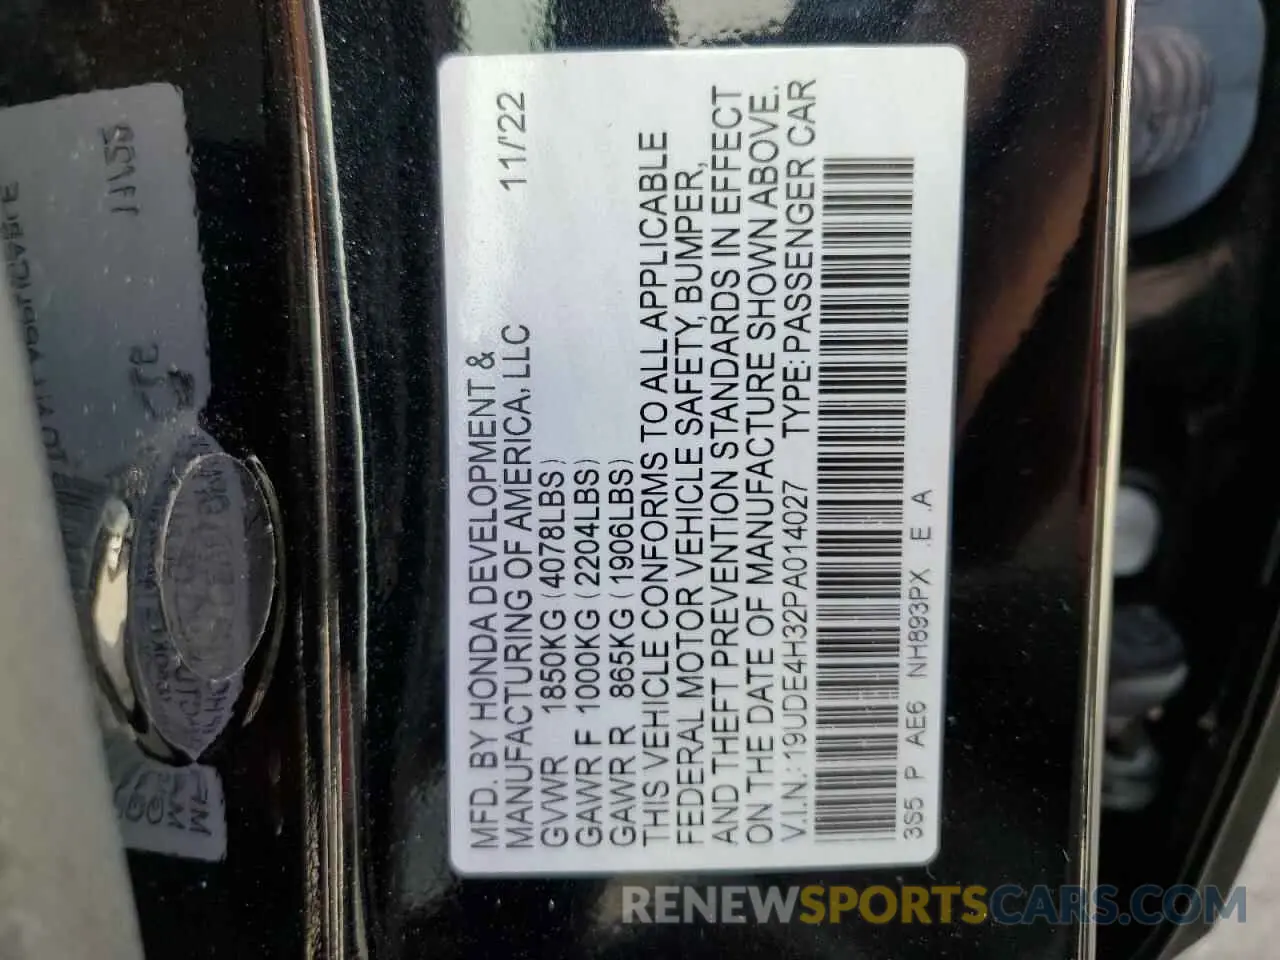 MFD. BY HONDA DEVELOPMENT &
MANUFACTURING OF AMERICA, LLC 11/'22
GVWR 1850KG (4078LBS)
GAWR F 1000KG (2204LBS)
GAWR R 865KG (1906LBS)
THIS VEHICLE CONFORMS TO ALL APPLICABLE
FEDERAL MOTOR VEHICLE SAFETY, BUMPER,
AND THEFT PREVENTION STANDARDS IN EFFECT
ON THE DATE OF MANUFACTURE SHOWN ABOVE.
V.I.N.: 19UDE4H32PA014027 TYPE: PASSENGER CAR
3S5 P AE6 NH893PX .E .A
RENEWSPORTSCARS.COM